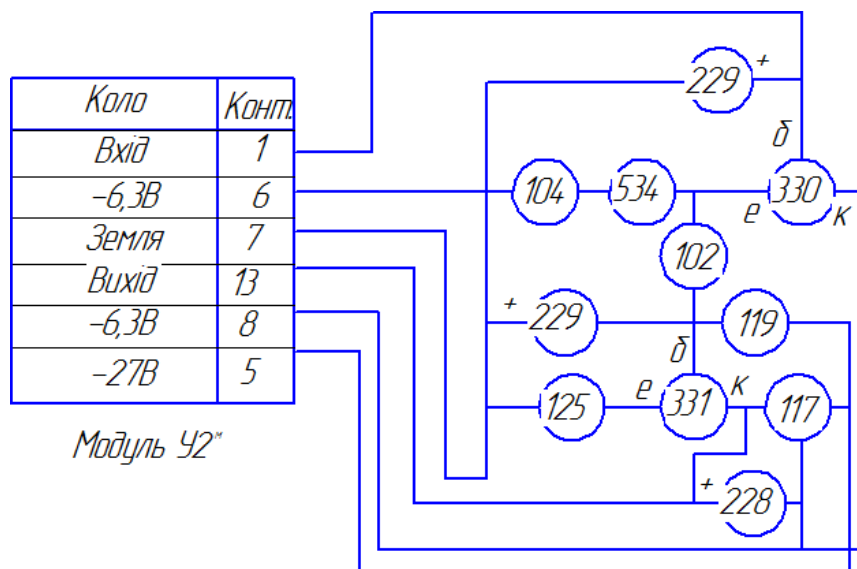 Коло Конт.
Вхід 1
-6,3В 6
Земля 7
Вихід 13
-6,3В 8
-27В 5
Модуль У2"
229 +
б
104 534 е 330 к
102
+ 229 119
б
125 е 331 к 117
+ 228